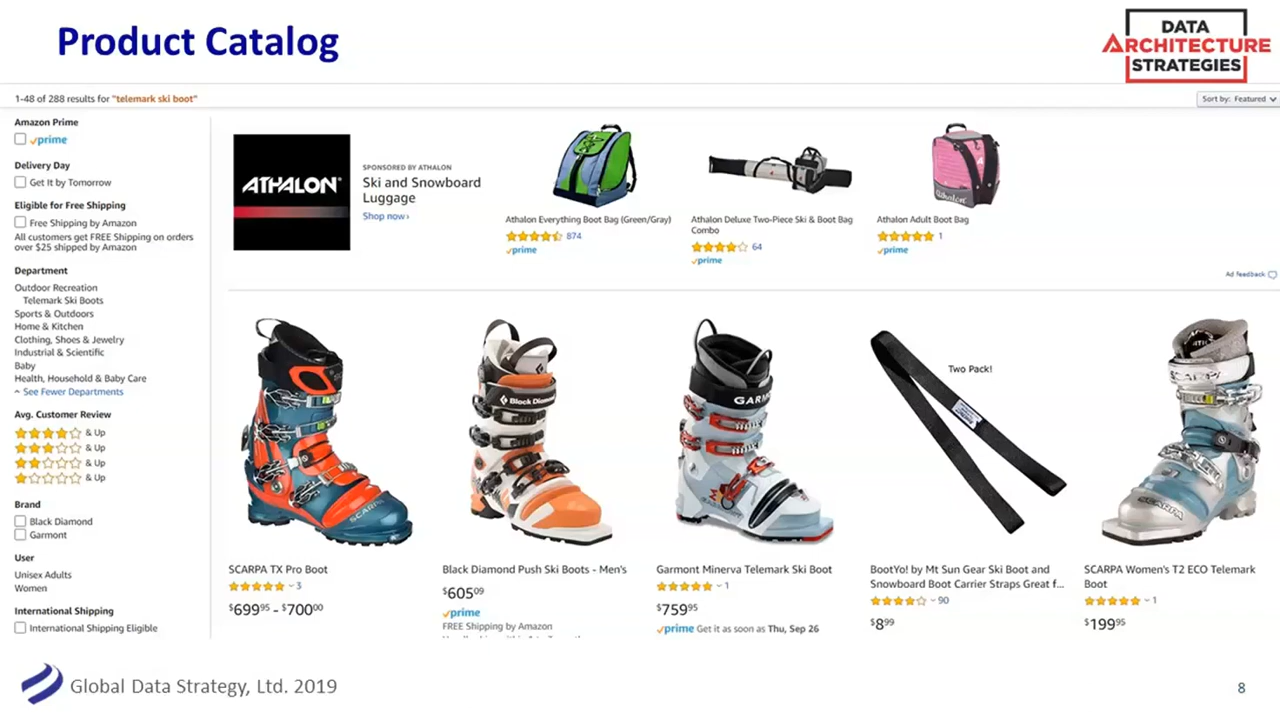 Product Catalog
DATA
ARCHITECTURE
STRATEGIES
1-48 of 288 results for "telemark ski boot"
Sort by: Featured
Amazon Prime
prime
Delivery Day
Get It by Tomorrow
Eligible for Free Shipping
Free Shipping by Amazon
All customers get FREE Shipping on orders
over $25 shipped by Amazon
Department
Outdoor Recreation
Telemark Ski Boots
Sports & Outdoors
Home & Kitchen
Clothing, Shoes & Jewelry
Industrial & Scientific
Baby
Health, Household & Baby Care
See Fewer Departments
Avg. Customer Review
& Up
& Up
& Up
& Up
Brand
Black Diamond
Garmont
User
Unisex Adults
Women
International Shipping
International Shipping Eligible
ATHALON
SPONSORED BY ATHALON
Ski and Snowboard
Luggage
Shop now ›
Athalon Everything Boot Bag (Green/Gray)
874
prime
Athalon Deluxe Two-Piece Ski & Boot Bag
Combo
64
prime
Athalon
Athalon Adult Boot Bag
1
prime
Ad feedback
SCARPA
SCARPA TX Pro Boot
3
$699.95 - $700.00
Black Diamond
Black Diamond Push Ski Boots - Men's
$605.09
prime
FREE Shipping by Amazon
GARM
Garmont Minerva Telemark Ski Boot
1
$759.95
prime Get it as soon as Thu, Sep 26
Two Pack!
BootYo! by Mt Sun Gear Ski Boot and
Snowboard Boot Carrier Straps Great f...
90
$8.99
SCARPA
SCARPA
SCARPA Women's T2 ECO Telemark
Boot
1
$199.95
Global Data Strategy, Ltd. 2019
8